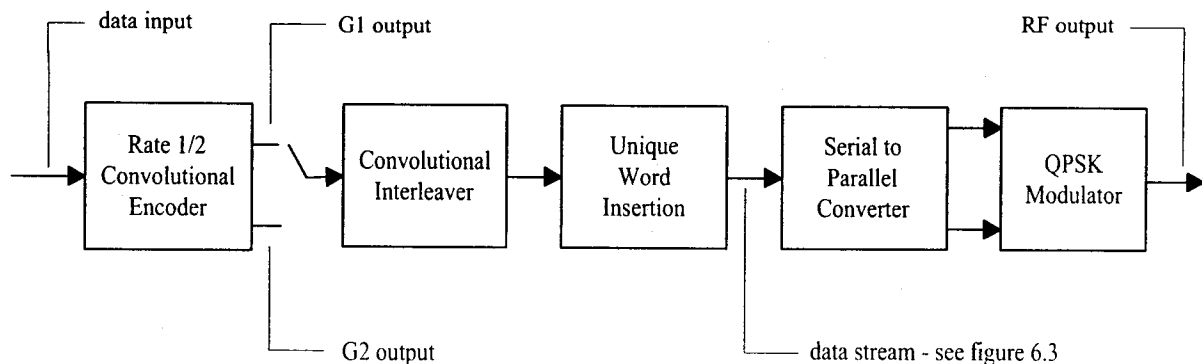 data input
G1 output
RF output
Rate 1/2
Convolutional
Encoder
Convolutional
Interleaver
Unique
Word
Insertion
Serial to
Parallel
Converter
QPSK
Modulator
G2 output
data stream - see figure 6.3